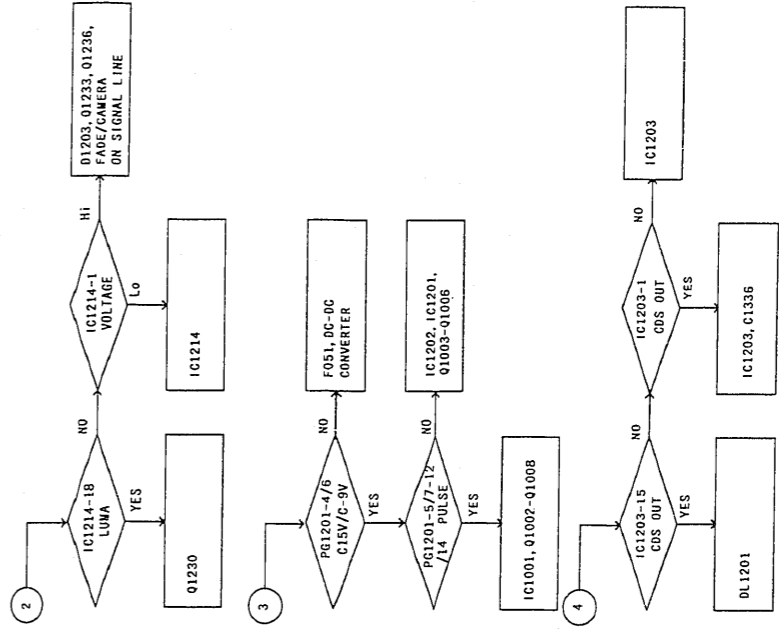 2
IC1214-18
LUMA
NO
YES
Q1230
IC1214-1
VOLTAGE
Hi
Lo
IC1214
D1203, Q1233, Q1236,
FADE/CAMERA
ON SIGNAL LINE
3
PG1201-4/6
C15V/C-9V
NO
YES
F051, DC-DC
CONVERTER
PG1201-5/7-12
/14 PULSE
NO
YES
IC1202, IC1201,
Q1003-Q1006
IC1001, Q1002-Q1008
4
IC1203-15
CDS OUT
NO
YES
DL1201
IC1203-1
CDS OUT
NO
YES
IC1203, C1336
IC1203